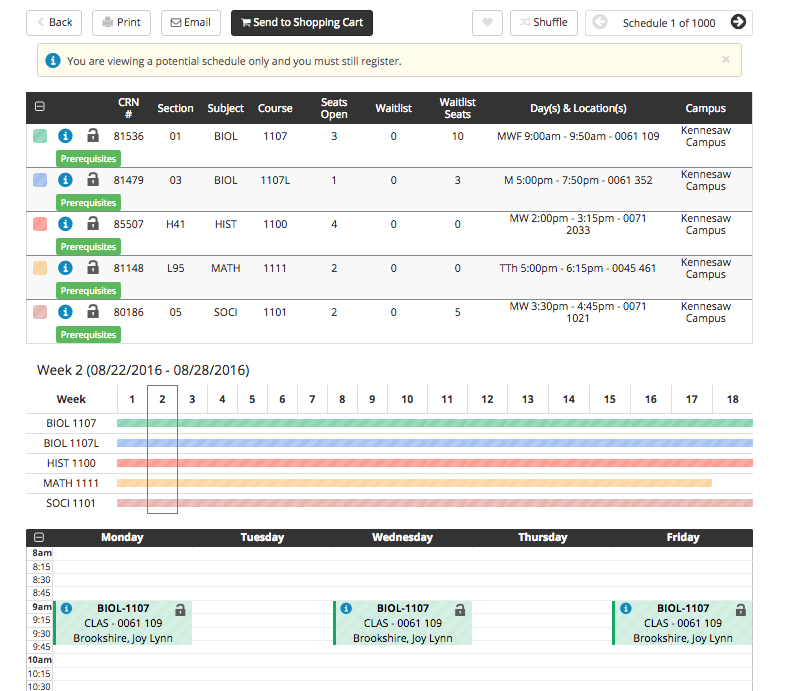 Back Print Email Send to Shopping Cart Shuffle Schedule 1 of 1000
You are viewing a potential schedule only and you must still register. ×
CRN # Section Subject Course Seats Open Waitlist Waitlist Seats Day(s) & Location(s) Campus
81536 01 BIOL 1107 3 0 10 MWF 9:00am - 9:50am - 0061 109 Kennesaw Campus
Prerequisites
81479 03 BIOL 1107L 1 0 3 M 5:00pm - 7:50pm - 0061 352 Kennesaw Campus
Prerequisites
85507 H41 HIST 1100 4 0 0 MW 2:00pm - 3:15pm - 0071 2033 Kennesaw Campus
Prerequisites
81148 L95 MATH 1111 2 0 0 TTh 5:00pm - 6:15pm - 0045 461 Kennesaw Campus
Prerequisites
80186 05 SOCI 1101 2 0 5 MW 3:30pm - 4:45pm - 0071 1021 Kennesaw Campus
Prerequisites
Week 2 (08/22/2016 - 08/28/2016)
Week 1 2 3 4 5 6 7 8 9 10 11 12 13 14 15 16 17 18
BIOL 1107
BIOL 1107L
HIST 1100
MATH 1111
SOCI 1101
Monday Tuesday Wednesday Thursday Friday
8am
8:15
8:30
8:45
9am BIOL-1107 BIOL-1107 BIOL-1107
9:15 CLAS - 0061 109 CLAS - 0061 109 CLAS - 0061 109
9:30 Brookshire, Joy Lynn Brookshire, Joy Lynn Brookshire, Joy Lynn
9:45
10am
10:15
10:30